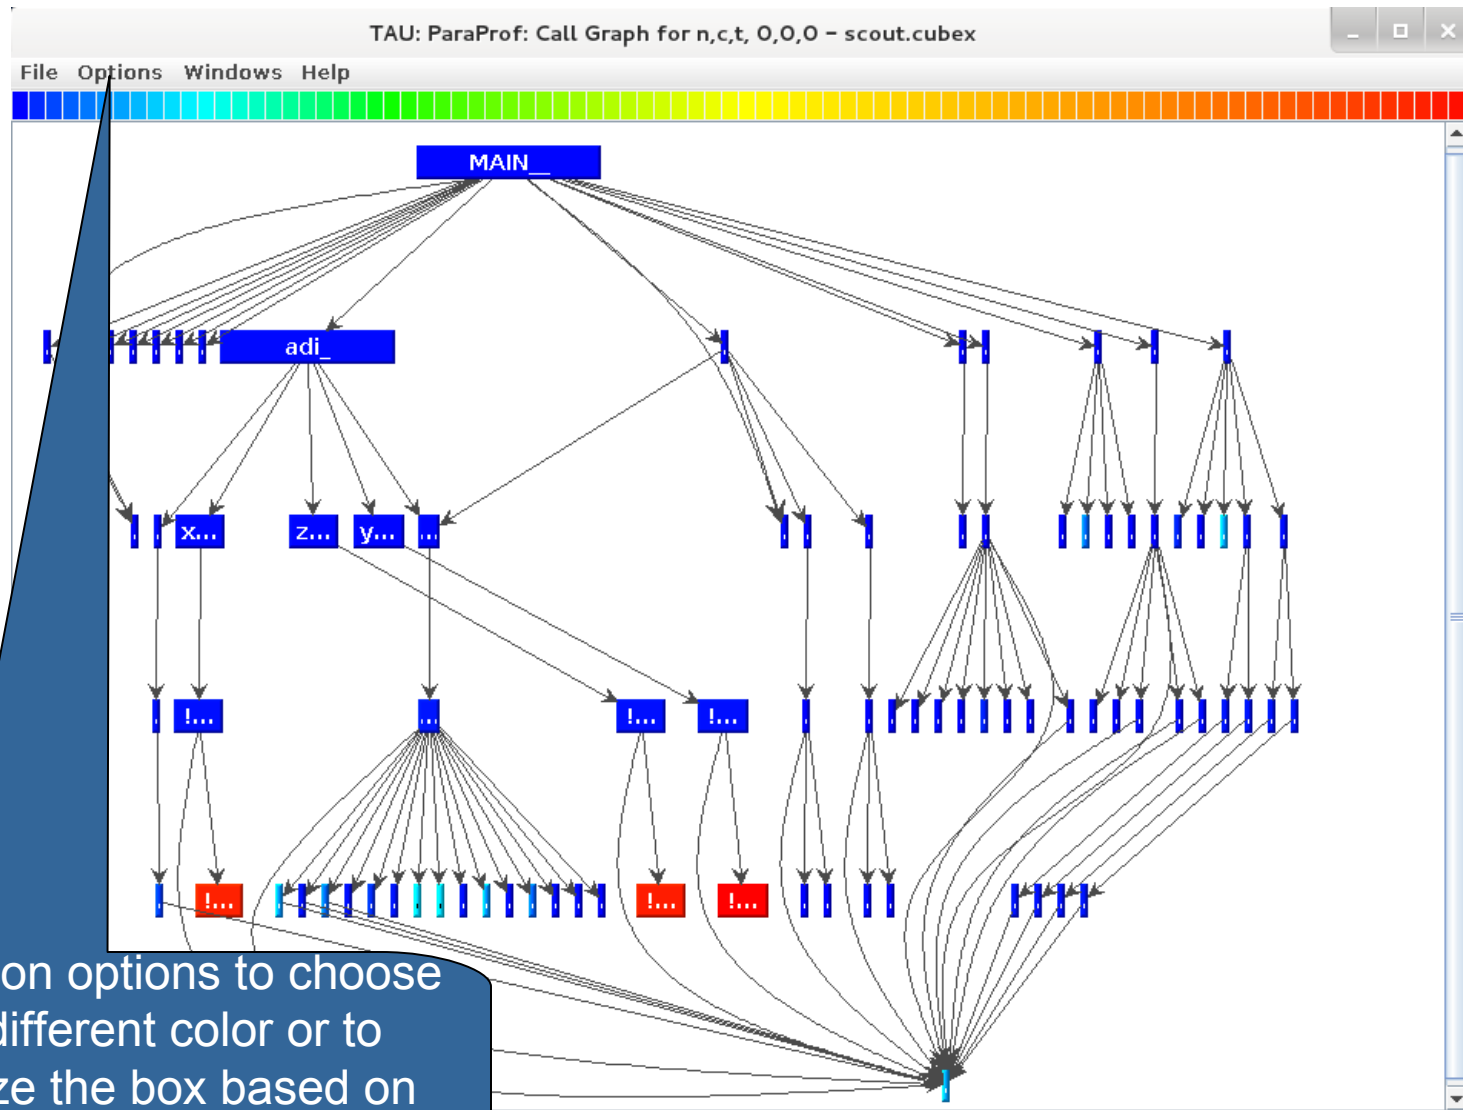 TAU: ParaProf: Call Graph for n,c,t, 0,0,0 – scout.cubex
File Options Windows Help
MAIN__
adi_
x...
z...
y...
...
!...
...
!...
!...
!...
!...
!...
on options to choose
different color or to
ze the box based on